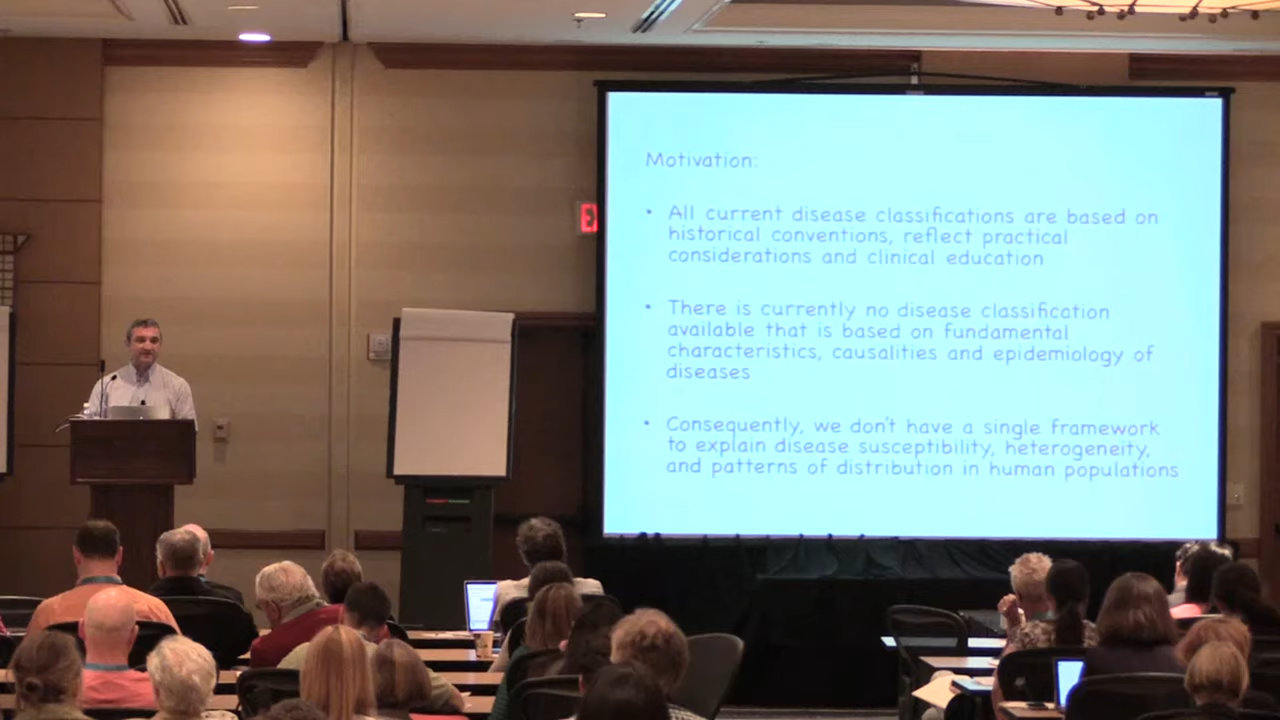 Motivation:
• All current disease classifications are based on
historical conventions, reflect practical
considerations and clinical education
• There is currently no disease classification
available that is based on fundamental
characteristics, causalities and epidemiology of
diseases
• Consequently, we don't have a single framework
to explain disease susceptibility, heterogeneity,
and patterns of distribution in human populations